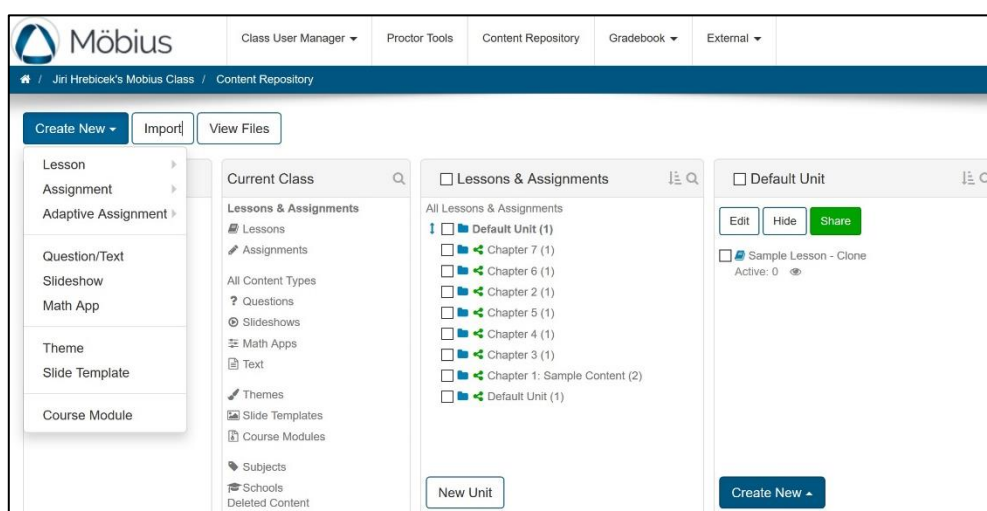 Möbius
Class User Manager
Proctor Tools
Content Repository
Gradebook
External
/ Jiri Hrebicek's Mobius Class / Content Repository
Create New
Import
View Files
Lesson
Assignment
Adaptive Assignment
Question/Text
Slideshow
Math App
Theme
Slide Template
Course Module
Current Class
Lessons & Assignments
Lessons
Assignments
All Content Types
? Questions
Slideshows
Math Apps
Text
Themes
Slide Templates
Course Modules
Subjects
Schools
Deleted Content
Lessons & Assignments
All Lessons & Assignments
Default Unit (1)
Chapter 7 (1)
Chapter 6 (1)
Chapter 2 (1)
Chapter 5 (1)
Chapter 4 (1)
Chapter 3 (1)
Chapter 1: Sample Content (2)
Default Unit (1)
New Unit
Default Unit
Edit
Hide
Share
Sample Lesson - Clone
Active: 0
Create New